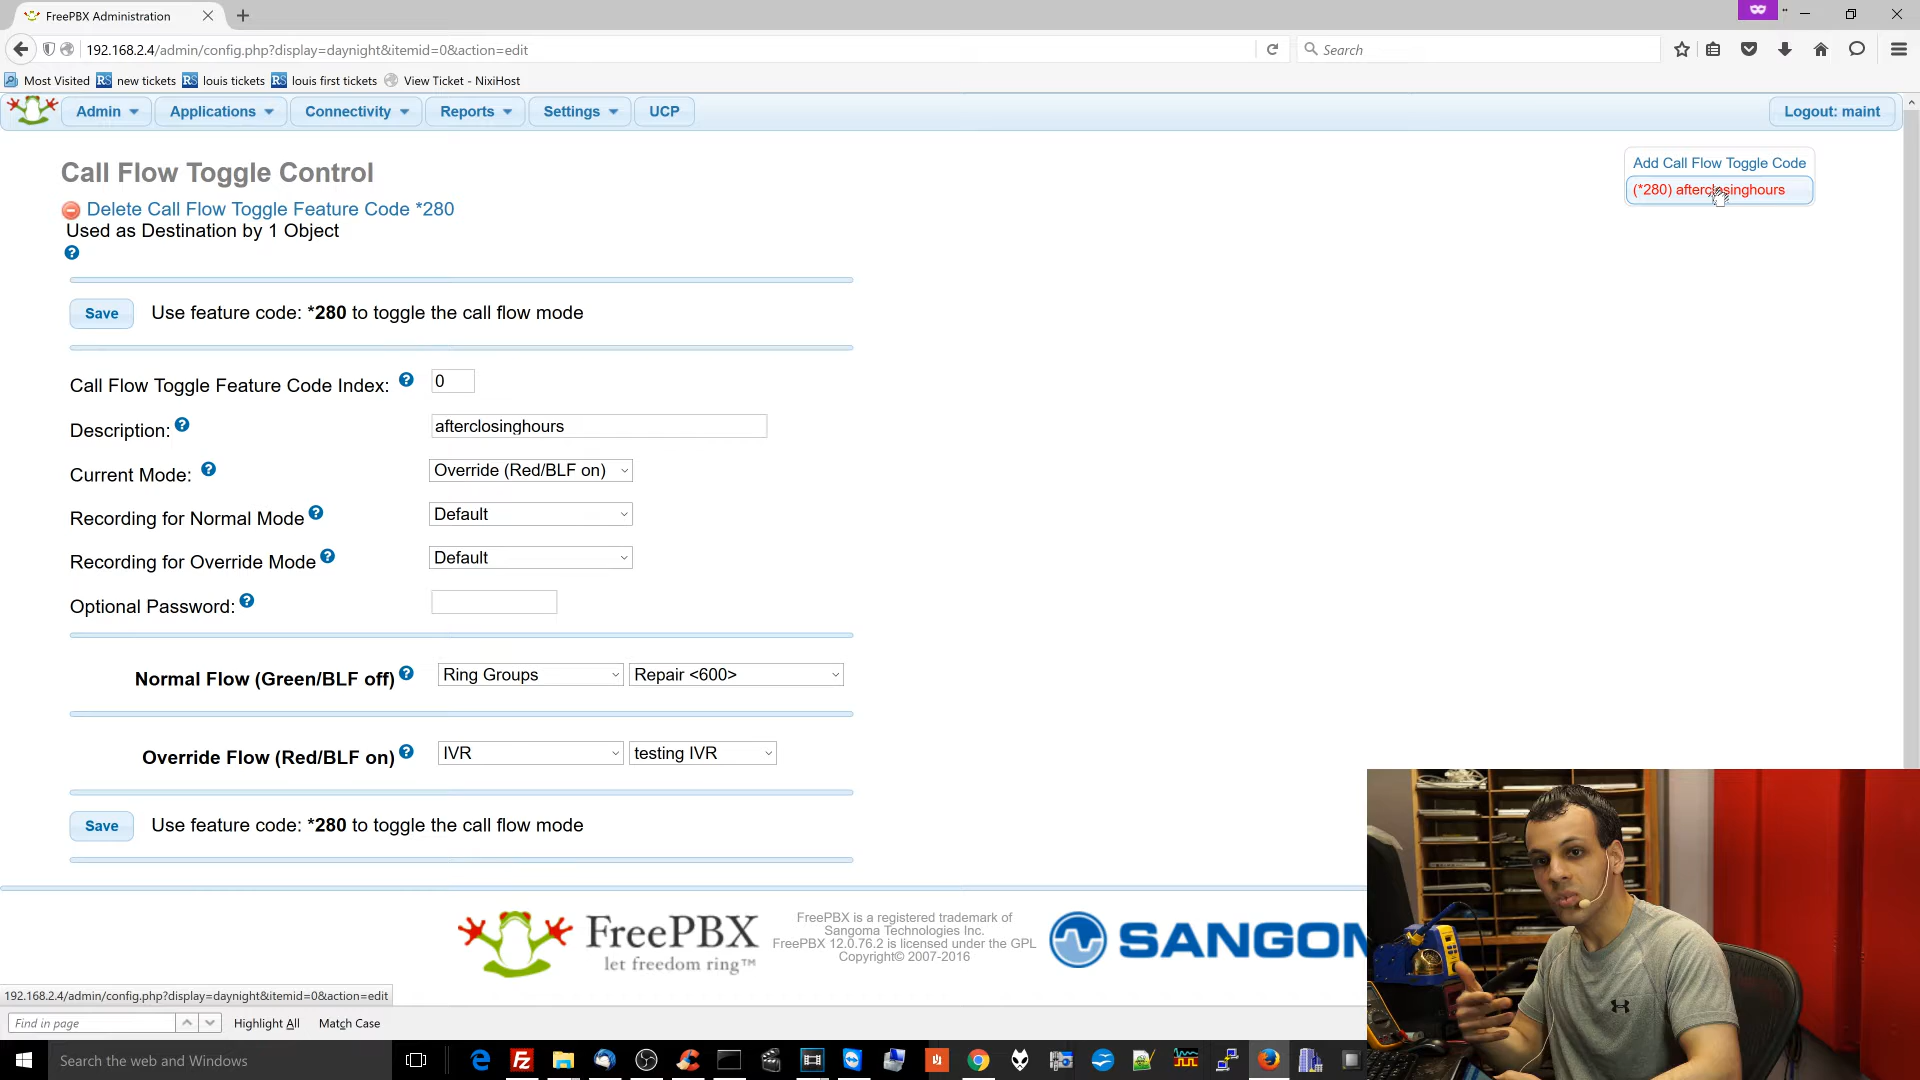 FreePBX Administration
192.168.2.4/admin/config.php?display=daynight&itemid=0&action=edit
Search
Most Visited
new tickets
louis tickets
louis first tickets
View Ticket - NixiHost
Admin
Applications
Connectivity
Reports
Settings
UCP
Logout: maint
Call Flow Toggle Control
Add Call Flow Toggle Code
(*280) afterclosinghours
Delete Call Flow Toggle Feature Code *280
Used as Destination by 1 Object
Save
Use feature code: *280 to toggle the call flow mode
Call Flow Toggle Feature Code Index:
0
Description:
afterclosinghours
Current Mode:
Override (Red/BLF on)
Recording for Normal Mode
Default
Recording for Override Mode
Default
Optional Password:
Normal Flow (Green/BLF off)
Ring Groups
Repair <600>
Override Flow (Red/BLF on)
IVR
testing IVR
Save
Use feature code: *280 to toggle the call flow mode
FreePBX
let freedom ring™
FreePBX is a registered trademark of
Sangoma Technologies Inc.
FreePBX 12.0.76.2 is licensed under the GPL
Copyright© 2007-2016
SANGOM
192.168.2.4/admin/config.php?display=daynight&itemid=0&action=edit
Find in page
Highlight All
Match Case
Search the web and Windows